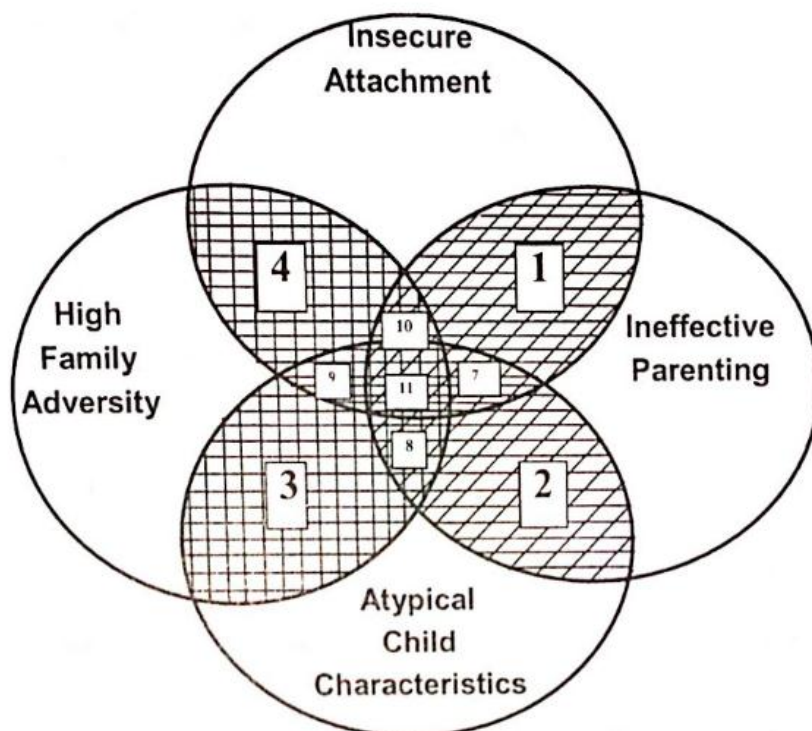 Insecure
Attachment
4
1
High
Family
Adversity
Ineffective
Parenting
10
9
11
7
8
3
2
Atypical
Child
Characteristics